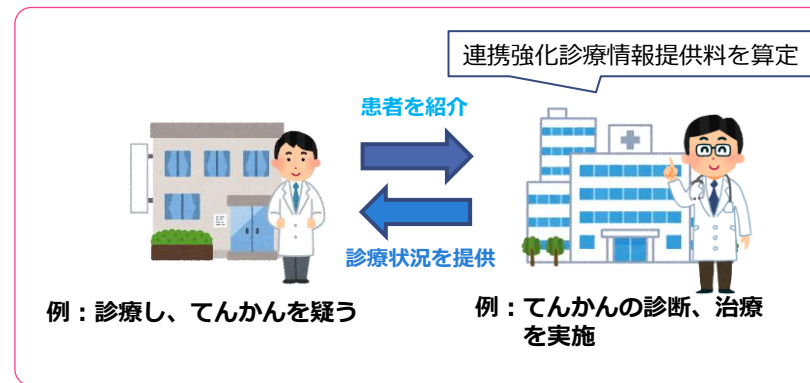 連携強化診療情報提供料を算定
患者を紹介
診療状況を提供
例：診療し、てんかんを疑う
例：てんかんの診断、治療
を実施